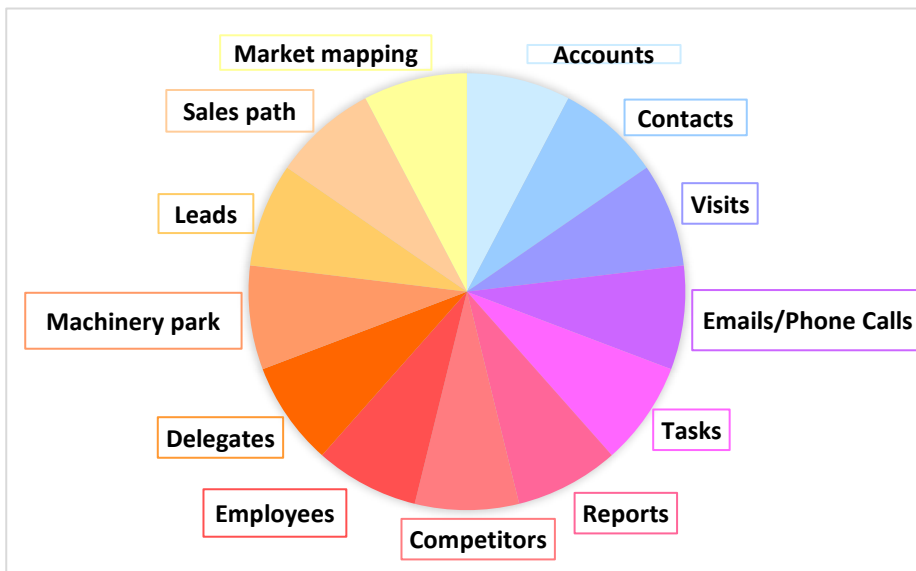 Market mapping
Accounts
Sales path
Contacts
Leads
Visits
Machinery park
Emails/Phone Calls
Delegates
Tasks
Employees
Reports
Competitors